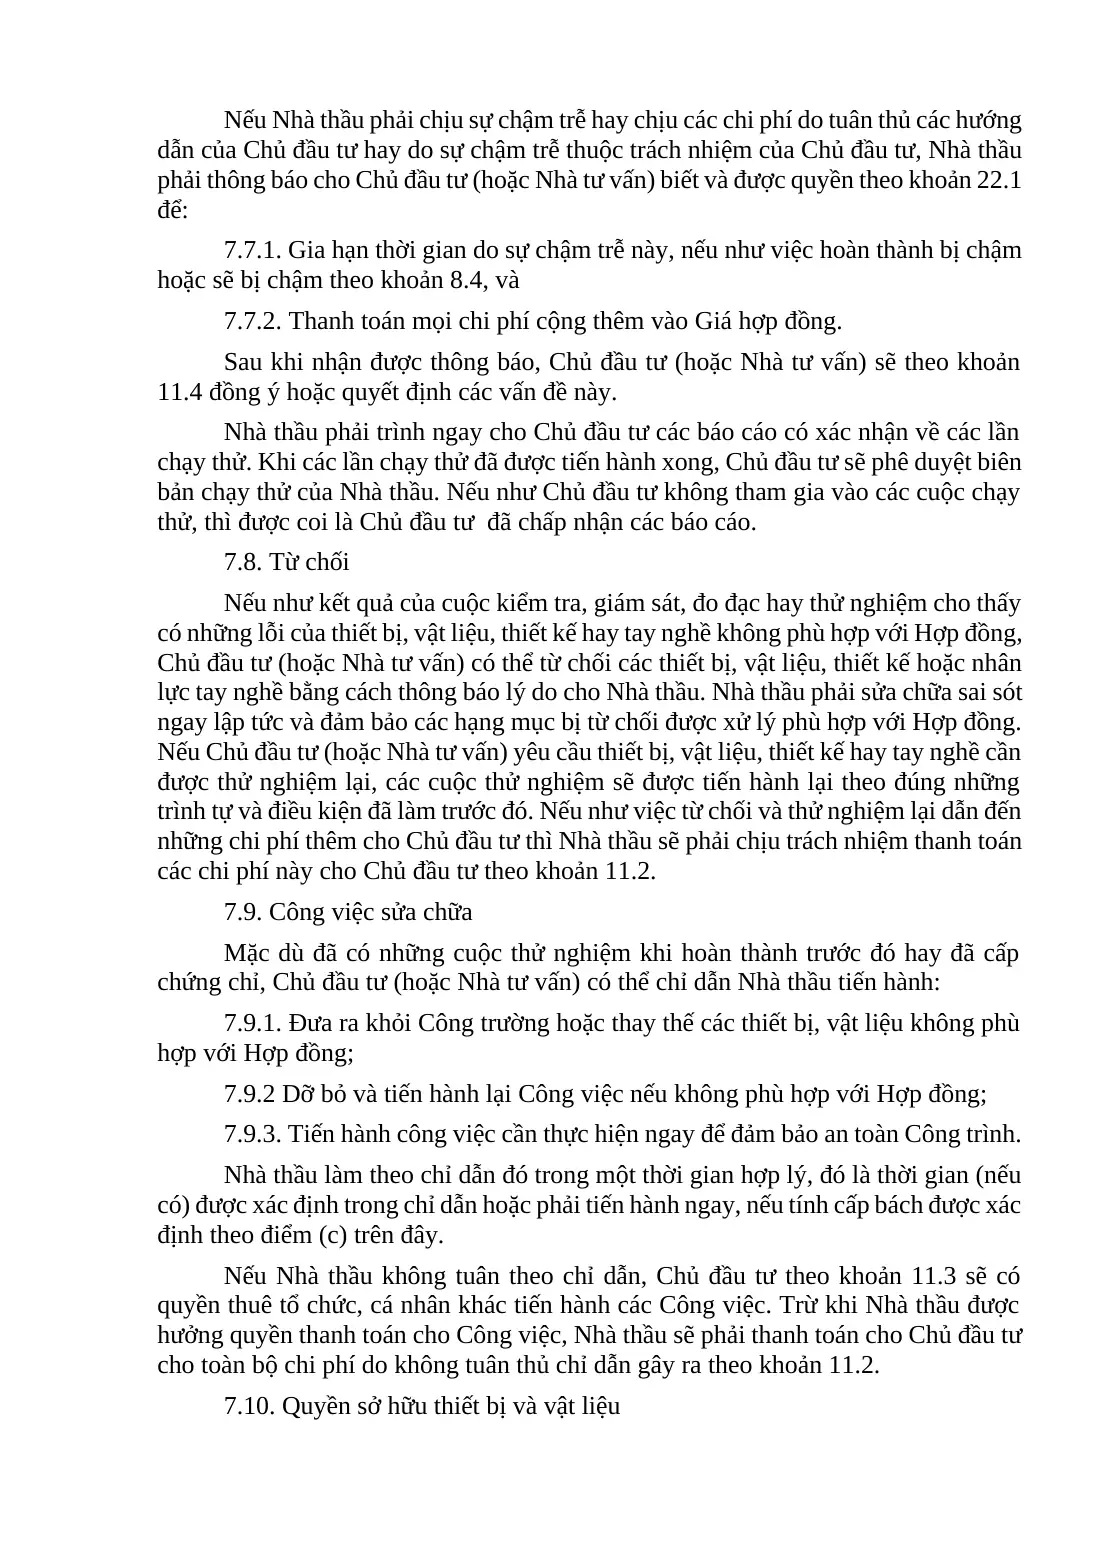 Nếu Nhà thầu phải chịu sự chậm trễ hay chịu các chi phí do tuân thủ các hướng
dẫn của Chủ đầu tư hay do sự chậm trễ thuộc trách nhiệm của Chủ đầu tư, Nhà thầu
phải thông báo cho Chủ đầu tư (hoặc Nhà tư vấn) biết và được quyền theo khoản 22.1
để:
7.7.1. Gia hạn thời gian do sự chậm trễ này, nếu như việc hoàn thành bị chậm
hoặc sẽ bị chậm theo khoản 8.4, và
7.7.2. Thanh toán mọi chi phí cộng thêm vào Giá hợp đồng.
Sau khi nhận được thông báo, Chủ đầu tư (hoặc Nhà tư vấn) sẽ theo khoản
11.4 đồng ý hoặc quyết định các vấn đề này.
Nhà thầu phải trình ngay cho Chủ đầu tư các báo cáo có xác nhận về các lần
chạy thử. Khi các lần chạy thử đã được tiến hành xong, Chủ đầu tư sẽ phê duyệt biên
bản chạy thử của Nhà thầu. Nếu như Chủ đầu tư không tham gia vào các cuộc chạy
thử, thì được coi là Chủ đầu tư  đã chấp nhận các báo cáo.
7.8. Từ chối
Nếu như kết quả của cuộc kiểm tra, giám sát, đo đạc hay thử nghiệm cho thấy
có những lỗi của thiết bị, vật liệu, thiết kế hay tay nghề không phù hợp với Hợp đồng,
Chủ đầu tư (hoặc Nhà tư vấn) có thể từ chối các thiết bị, vật liệu, thiết kế hoặc nhân
lực tay nghề bằng cách thông báo lý do cho Nhà thầu. Nhà thầu phải sửa chữa sai sót
ngay lập tức và đảm bảo các hạng mục bị từ chối được xử lý phù hợp với Hợp đồng.
Nếu Chủ đầu tư (hoặc Nhà tư vấn) yêu cầu thiết bị, vật liệu, thiết kế hay tay nghề cần
được thử nghiệm lại, các cuộc thử nghiệm sẽ được tiến hành lại theo đúng những
trình tự và điều kiện đã làm trước đó. Nếu như việc từ chối và thử nghiệm lại dẫn đến
những chi phí thêm cho Chủ đầu tư thì Nhà thầu sẽ phải chịu trách nhiệm thanh toán
các chi phí này cho Chủ đầu tư theo khoản 11.2.
7.9. Công việc sửa chữa
Mặc dù đã có những cuộc thử nghiệm khi hoàn thành trước đó hay đã cấp
chứng chỉ, Chủ đầu tư (hoặc Nhà tư vấn) có thể chỉ dẫn Nhà thầu tiến hành:
7.9.1. Đưa ra khỏi Công trường hoặc thay thế các thiết bị, vật liệu không phù
hợp với Hợp đồng;
7.9.2 Dỡ bỏ và tiến hành lại Công việc nếu không phù hợp với Hợp đồng;
7.9.3. Tiến hành công việc cần thực hiện ngay để đảm bảo an toàn Công trình.
Nhà thầu làm theo chỉ dẫn đó trong một thời gian hợp lý, đó là thời gian (nếu
có) được xác định trong chỉ dẫn hoặc phải tiến hành ngay, nếu tính cấp bách được xác
định theo điểm (c) trên đây.
Nếu Nhà thầu không tuân theo chỉ dẫn, Chủ đầu tư theo khoản 11.3 sẽ có
quyền thuê tổ chức, cá nhân khác tiến hành các Công việc. Trừ khi Nhà thầu được
hưởng quyền thanh toán cho Công việc, Nhà thầu sẽ phải thanh toán cho Chủ đầu tư
cho toàn bộ chi phí do không tuân thủ chỉ dẫn gây ra theo khoản 11.2.
7.10. Quyền sở hữu thiết bị và vật liệu